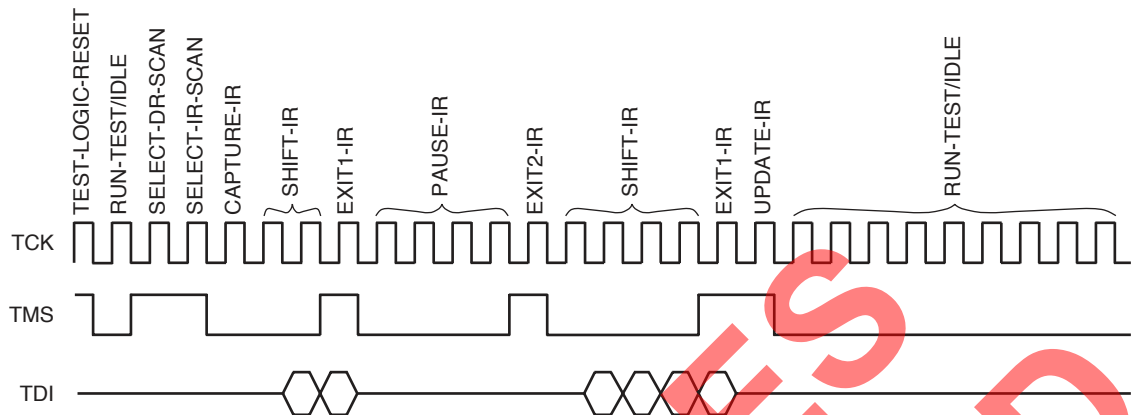 TEST-LOGIC-RESET
RUN-TEST/IDLE
SELECT-DR-SCAN
SELECT-IR-SCAN
CAPTURE-IR
SHIFT-IR
EXIT1-IR
PAUSE-IR
EXIT2-IR
SHIFT-IR
EXIT1-IR
UPDATE-IR
RUN-TEST/IDLE
TCK
TMS
TDI